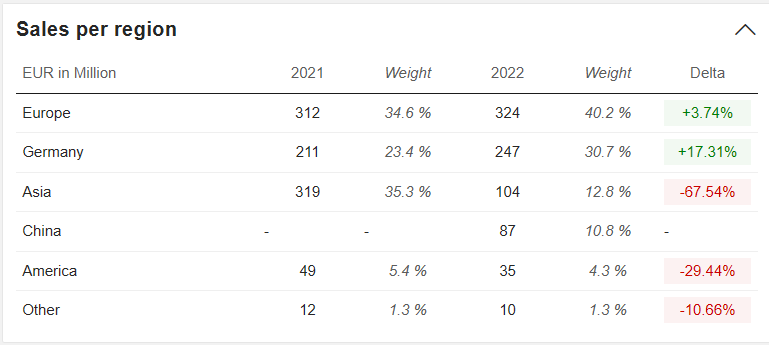 Sales per region
EUR in Million 2021 Weight 2022 Weight Delta
Europe 312 34.6 % 324 40.2 % +3.74%
Germany 211 23.4 % 247 30.7 % +17.31%
Asia 319 35.3 % 104 12.8 % -67.54%
China - - 87 10.8 % -
America 49 5.4 % 35 4.3 % -29.44%
Other 12 1.3 % 10 1.3 % -10.66%